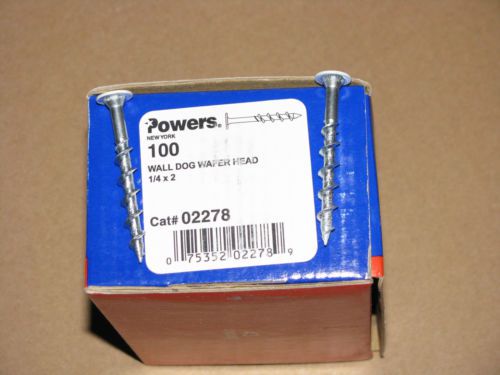 Powers®
NEW YORK
100
WALL DOG WAFER HEAD
1/4 x 2
Cat# 02278
0 75352 02278 9